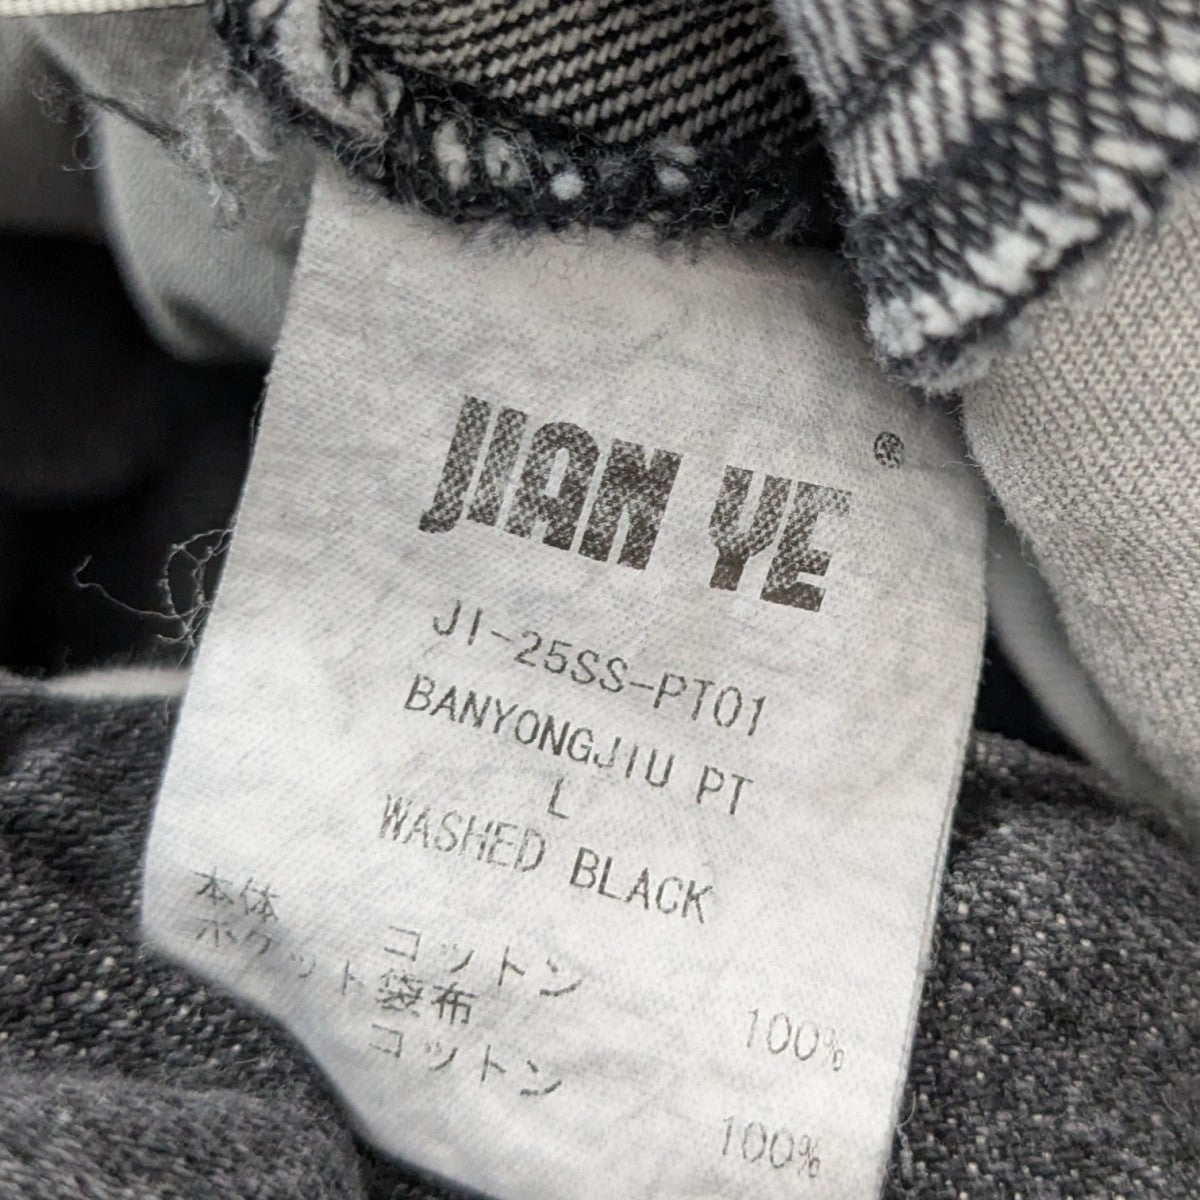 JIAN YE®
JI-25SS-PT01
BANYONGJIU PT
L
WASHED BLACK
本体
コットン 100%
ポケット袋布
コットン 100%